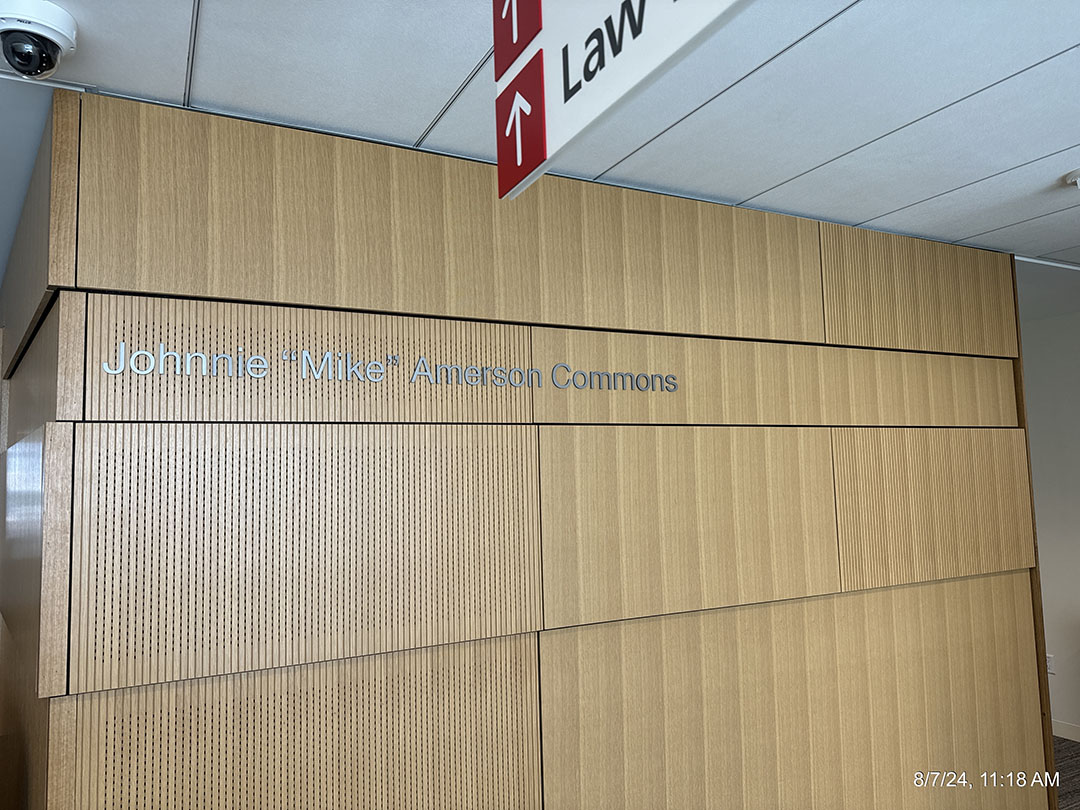 Law
Johnnie “Mike” Amerson Commons
8/7/24, 11:18 AM